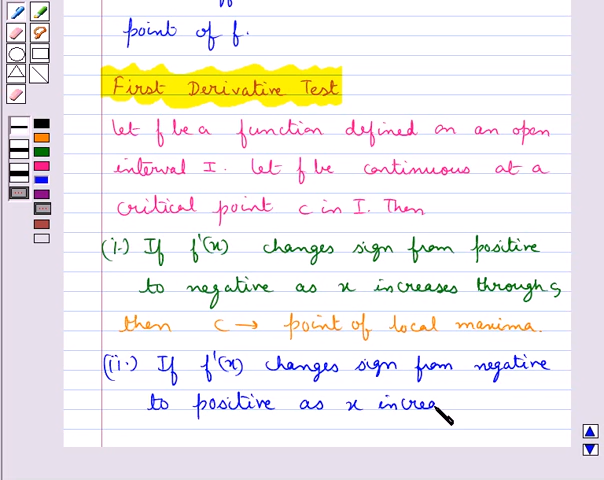 point of f.
First Derivative Test
let f be a function defined on an open
interval I. let f be continuous at a
critical point c in I. Then
(i.) If f'(x) changes sign from positive
to negative as x increases through c,
then c → point of local maxima.
(ii.) If f'(x) changes sign from negative
to positive as x increa